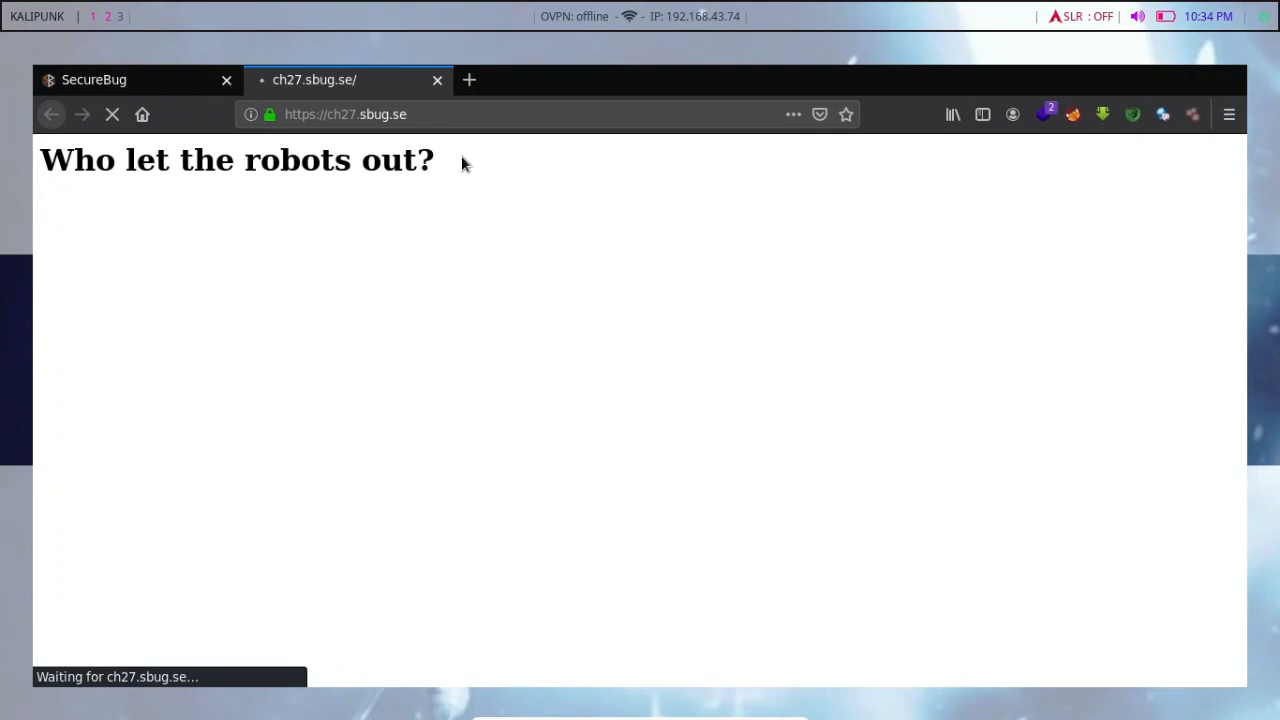 KALIPUNK | 1 2 3 | | OVPN: offline - - IP: 192.168.43.74 | | SLR : OFF | 10:34 PM |
SecureBug ch27.sbug.se/
https://ch27.sbug.se 2
Who let the robots out?
Waiting for ch27.sbug.se...